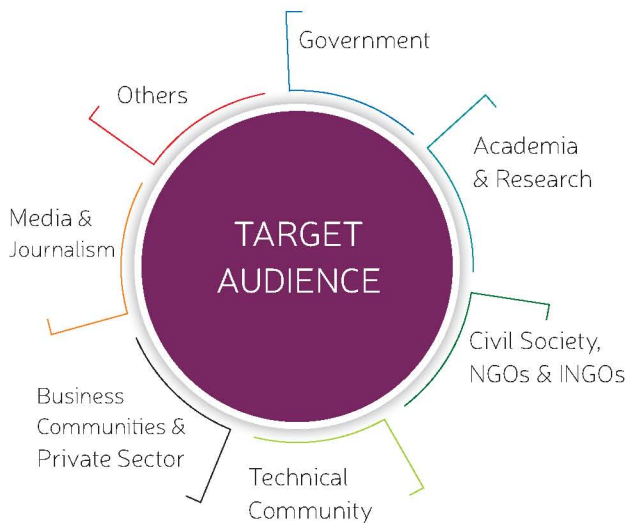 TARGET
AUDIENCE
Government
Academia
& Research
Civil Society,
NGOs & INGOs
Technical
Community
Business
Communities &
Private Sector
Media &
Journalism
Others